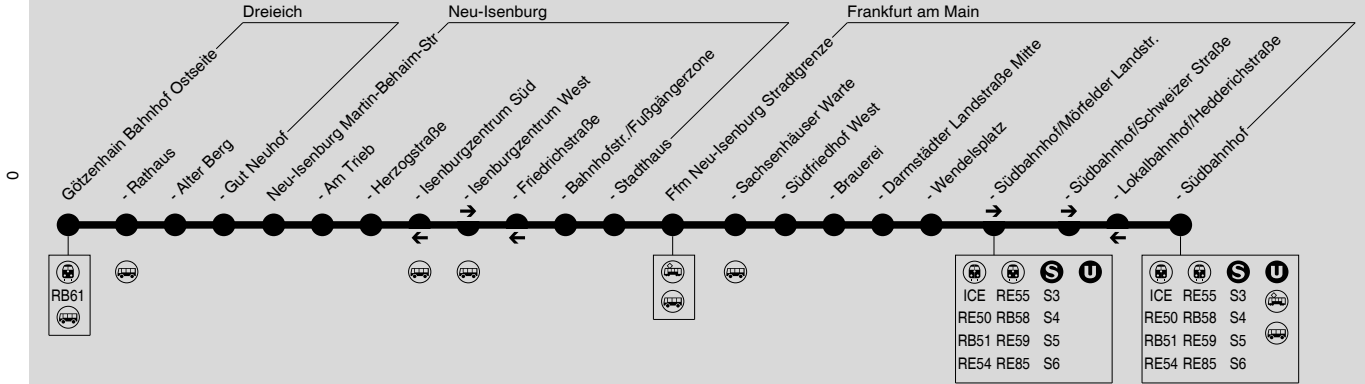 Dreieich
Neu-Isenburg
Frankfurt am Main
Götzenhain Bahnhof Ostseite
- Rathaus
- Alter Berg
- Gut Neuhof
Neu-Isenburg Martin-Behaim-Str
- Am Trieb
- Herzogstraße
- Isenburgzentrum Süd
- Isenburgzentrum West
- Friedrichstraße
- Bahnhofstr./Fußgängerzone
- Stadthaus
Ffm Neu-Isenburg Stradtgrenze
- Sachsenhäuser Warte
- Südfriedhof West
- Brauerei
- Darmstädter Landstraße Mitte
- Wendelsplatz
- Südbahnhof/Mörfelder Landstr.
- Südbahnhof/Schweizer Straße
- Lokalbahnhof/Hedderichstraße
- Südbahnhof
0
RB61
S U
ICE RE55 S3
RE50 RB58 S4
RB51 RE59 S5
RE54 RE85 S6
S U
ICE RE55 S3
RE50 RB58 S4
RB51 RE59 S5
RE54 RE85 S6